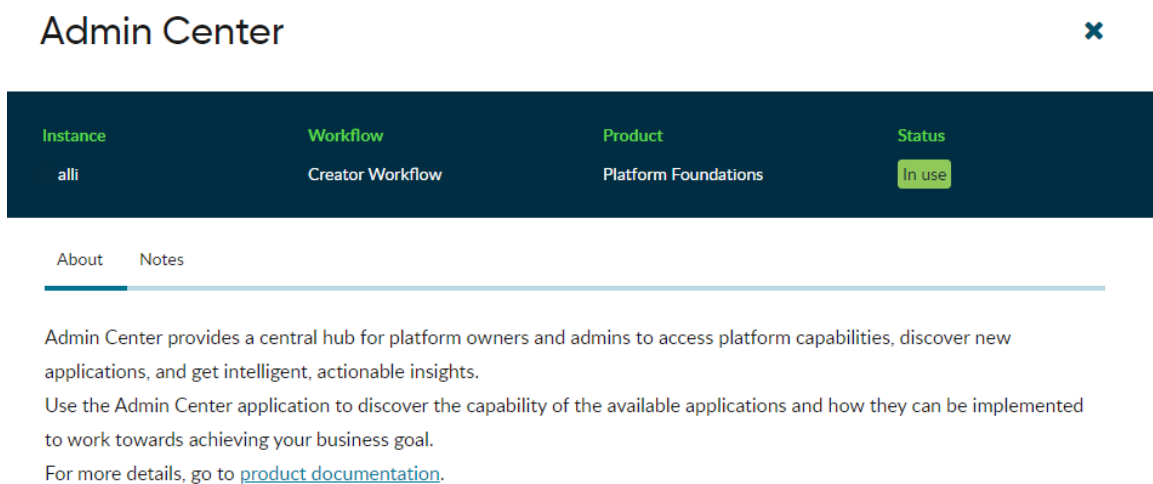 Admin Center
Instance Workflow Product Status
alli Creator Workflow Platform Foundations In use
About Notes
Admin Center provides a central hub for platform owners and admins to access platform capabilities, discover new
applications, and get intelligent, actionable insights.
Use the Admin Center application to discover the capability of the available applications and how they can be implemented
to work towards achieving your business goal.
For more details, go to product documentation.